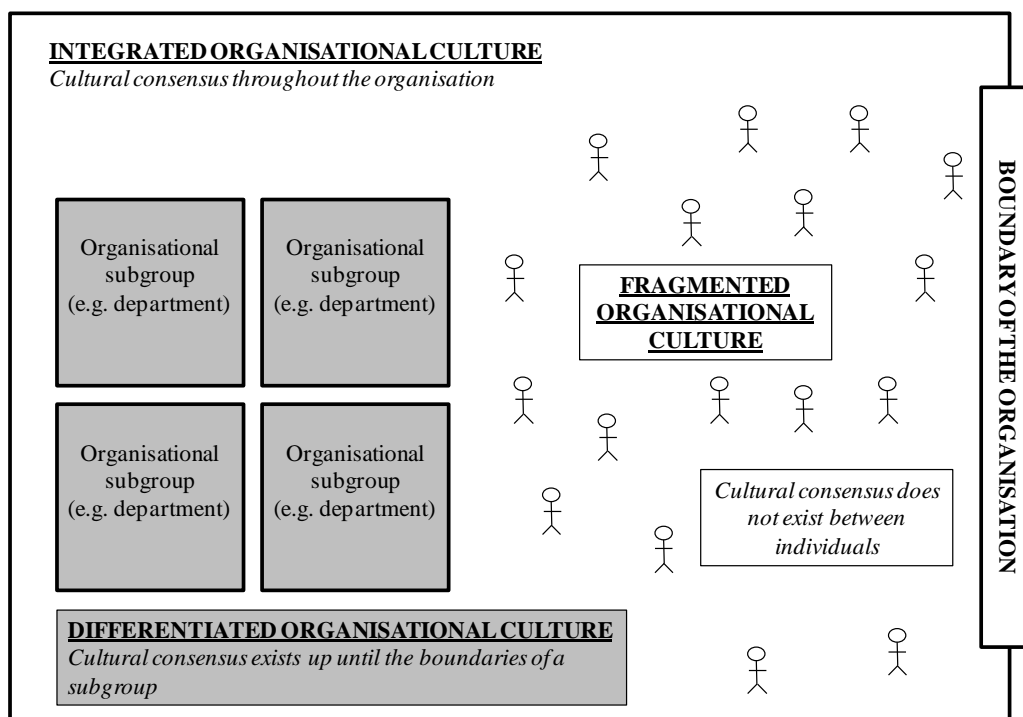 INTEGRATED ORGANISATIONAL CULTURE
Cultural consensus throughout the organisation
Organisational
subgroup
(e.g. department)
Organisational
subgroup
(e.g. department)
Organisational
subgroup
(e.g. department)
Organisational
subgroup
(e.g. department)
DIFFERENTIATED ORGANISATIONAL CULTURE
Cultural consensus exists up until the boundaries of a
subgroup
FRAGMENTED
ORGANISATIONAL
CULTURE
Cultural consensus does
not exist between
individuals
BOUNDARY OF THE ORGANISATION